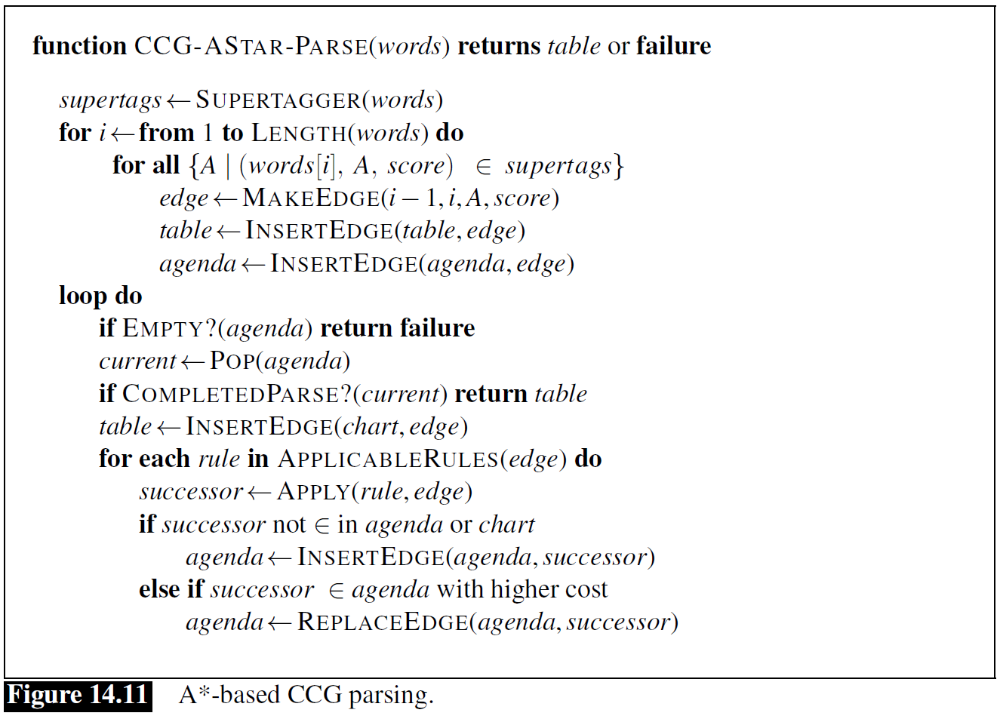 function CCG-ASTAR-PARSE(words) returns table or failure
supertags ← SUPERTAGGER(words)
for i ← from 1 to LENGTH(words) do
for all {A | (words[i], A, score) ∈ supertags}
edge ← MAKEEDGE(i − 1, i, A, score)
table ← INSERTEDGE(table, edge)
agenda ← INSERTEDGE(agenda, edge)
loop do
if EMPTY?(agenda) return failure
current ← POP(agenda)
if COMPLETEDPARSE?(current) return table
table ← INSERTEDGE(chart, edge)
for each rule in APPLICABLERULES(edge) do
successor ← APPLY(rule, edge)
if successor not ∈ in agenda or chart
agenda ← INSERTEDGE(agenda, successor)
else if successor ∈ agenda with higher cost
agenda ← REPLACEEDGE(agenda, successor)
Figure 14.11 A*-based CCG parsing.